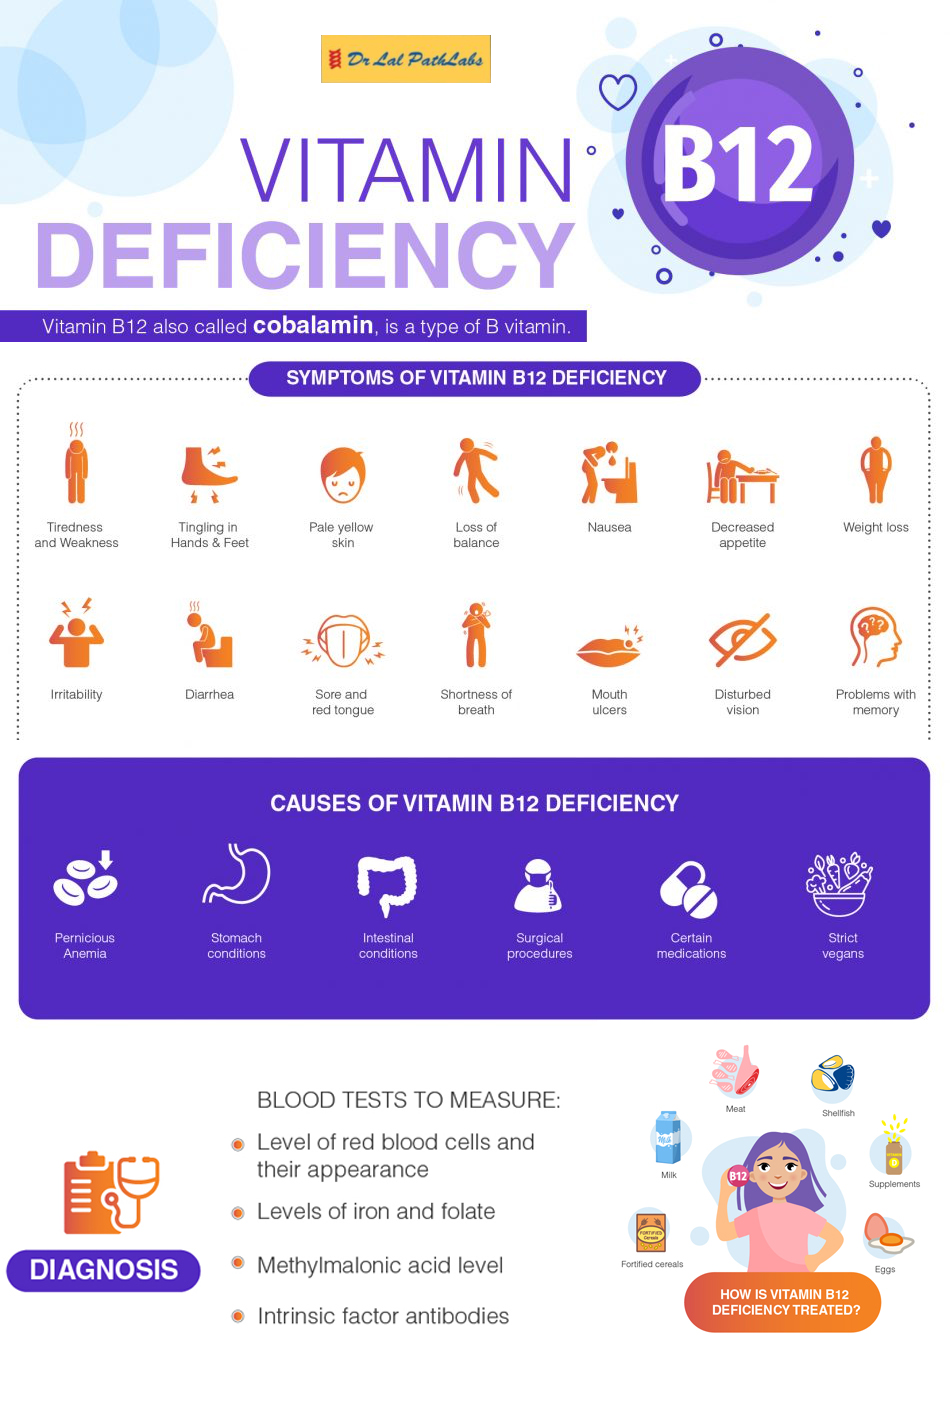 Dr Lal PathLabs
VITAMIN
DEFICIENCY
B12
Vitamin B12 also called cobalamin, is a type of B vitamin.
SYMPTOMS OF VITAMIN B12 DEFICIENCY
Tiredness
and Weakness
Tingling in
Hands & Feet
Pale yellow
skin
Loss of
balance
Nausea
Decreased
appetite
Weight loss
Irritability
Diarrhea
Sore and
red tongue
Shortness of
breath
Mouth
ulcers
Disturbed
vision
Problems with
memory
CAUSES OF VITAMIN B12 DEFICIENCY
Pernicious
Anemia
Stomach
conditions
Intestinal
conditions
Surgical
procedures
Certain
medications
Strict
vegans
DIAGNOSIS
BLOOD TESTS TO MEASURE:
Level of red blood cells and
their appearance
Levels of iron and folate
Methylmalonic acid level
Intrinsic factor antibodies
Meat
Shellfish
Milk
Milk
Supplements
B12
FORTIFIED
Cereals
Fortified cereals
Eggs
HOW IS VITAMIN B12
DEFICIENCY TREATED?